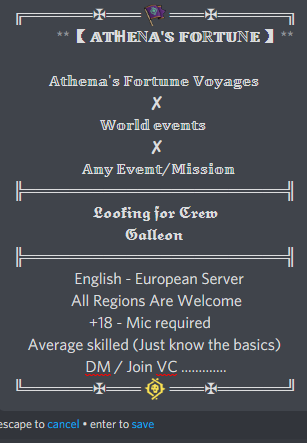 ╔═══════✠═══ ═══✠═══════╗
** 【 ATℍEℕA'S FOℝTUℕE 】 **
𝔸𝕥𝕙𝕖𝕟𝕒'𝕤 𝔽𝕠𝕣𝕥𝕦𝕟𝕖 𝕍𝕠𝕪𝕒𝕘𝕖𝕤
✘
𝕎𝕠𝕣𝕝𝕕 𝕖𝕧𝕖𝕟𝕥𝕤
✘
𝔸𝕟𝕪 𝔼𝕧𝕖𝕟𝕥/𝕄𝕚𝕤𝕤𝕚𝕠𝕟
╠══════════════════════╣
𝕷𝖔𝖔𝖐𝖎𝖓𝖌 𝖋𝖔𝖗 𝕮𝖗𝖊𝖜
𝕲𝖆𝖑𝖑𝖊𝖔𝖓
╠══════════════════════╣
English - European Server
All Regions Are Welcome
+18 - Mic required
Average skilled (Just know the basics)
DM / Join VC .............
╚═══════✠═══ ═══✠═══════╝
escape to cancel • enter to save